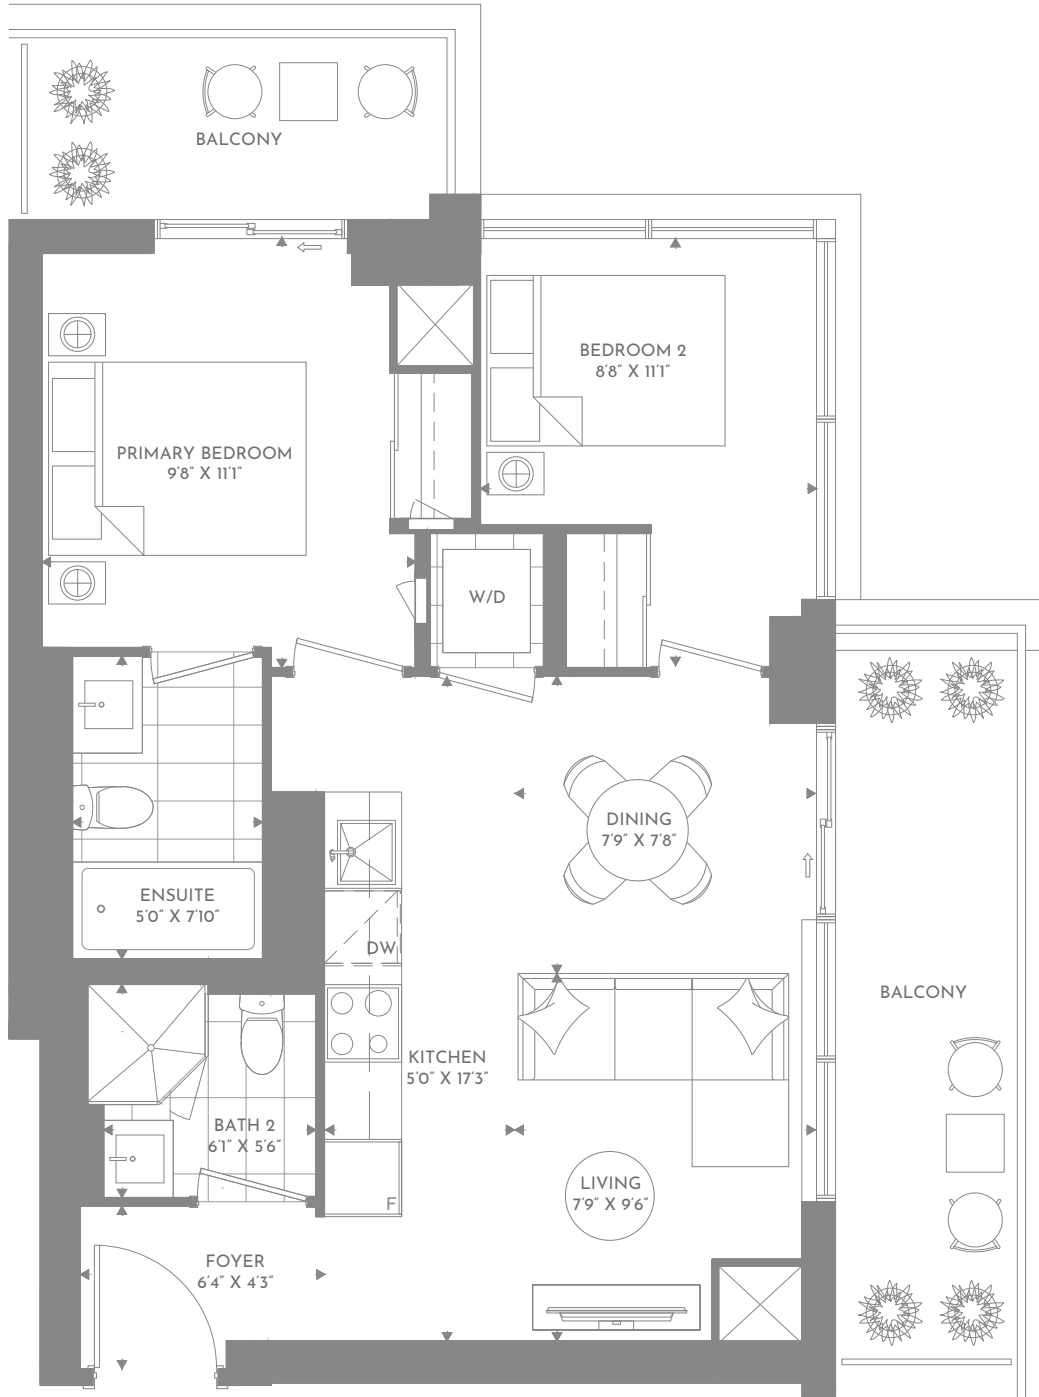 BALCONY
BEDROOM 2
8'8" X 11'1"
PRIMARY BEDROOM
9'8" X 11'1"
W/D
DINING
7'9" X 7'8"
ENSUITE
5'0" X 7'10"
DW
BALCONY
KITCHEN
5'0" X 17'3"
BATH 2
6'1" X 5'6"
LIVING
7'9" X 9'6"
F
FOYER
6'4" X 4'3"